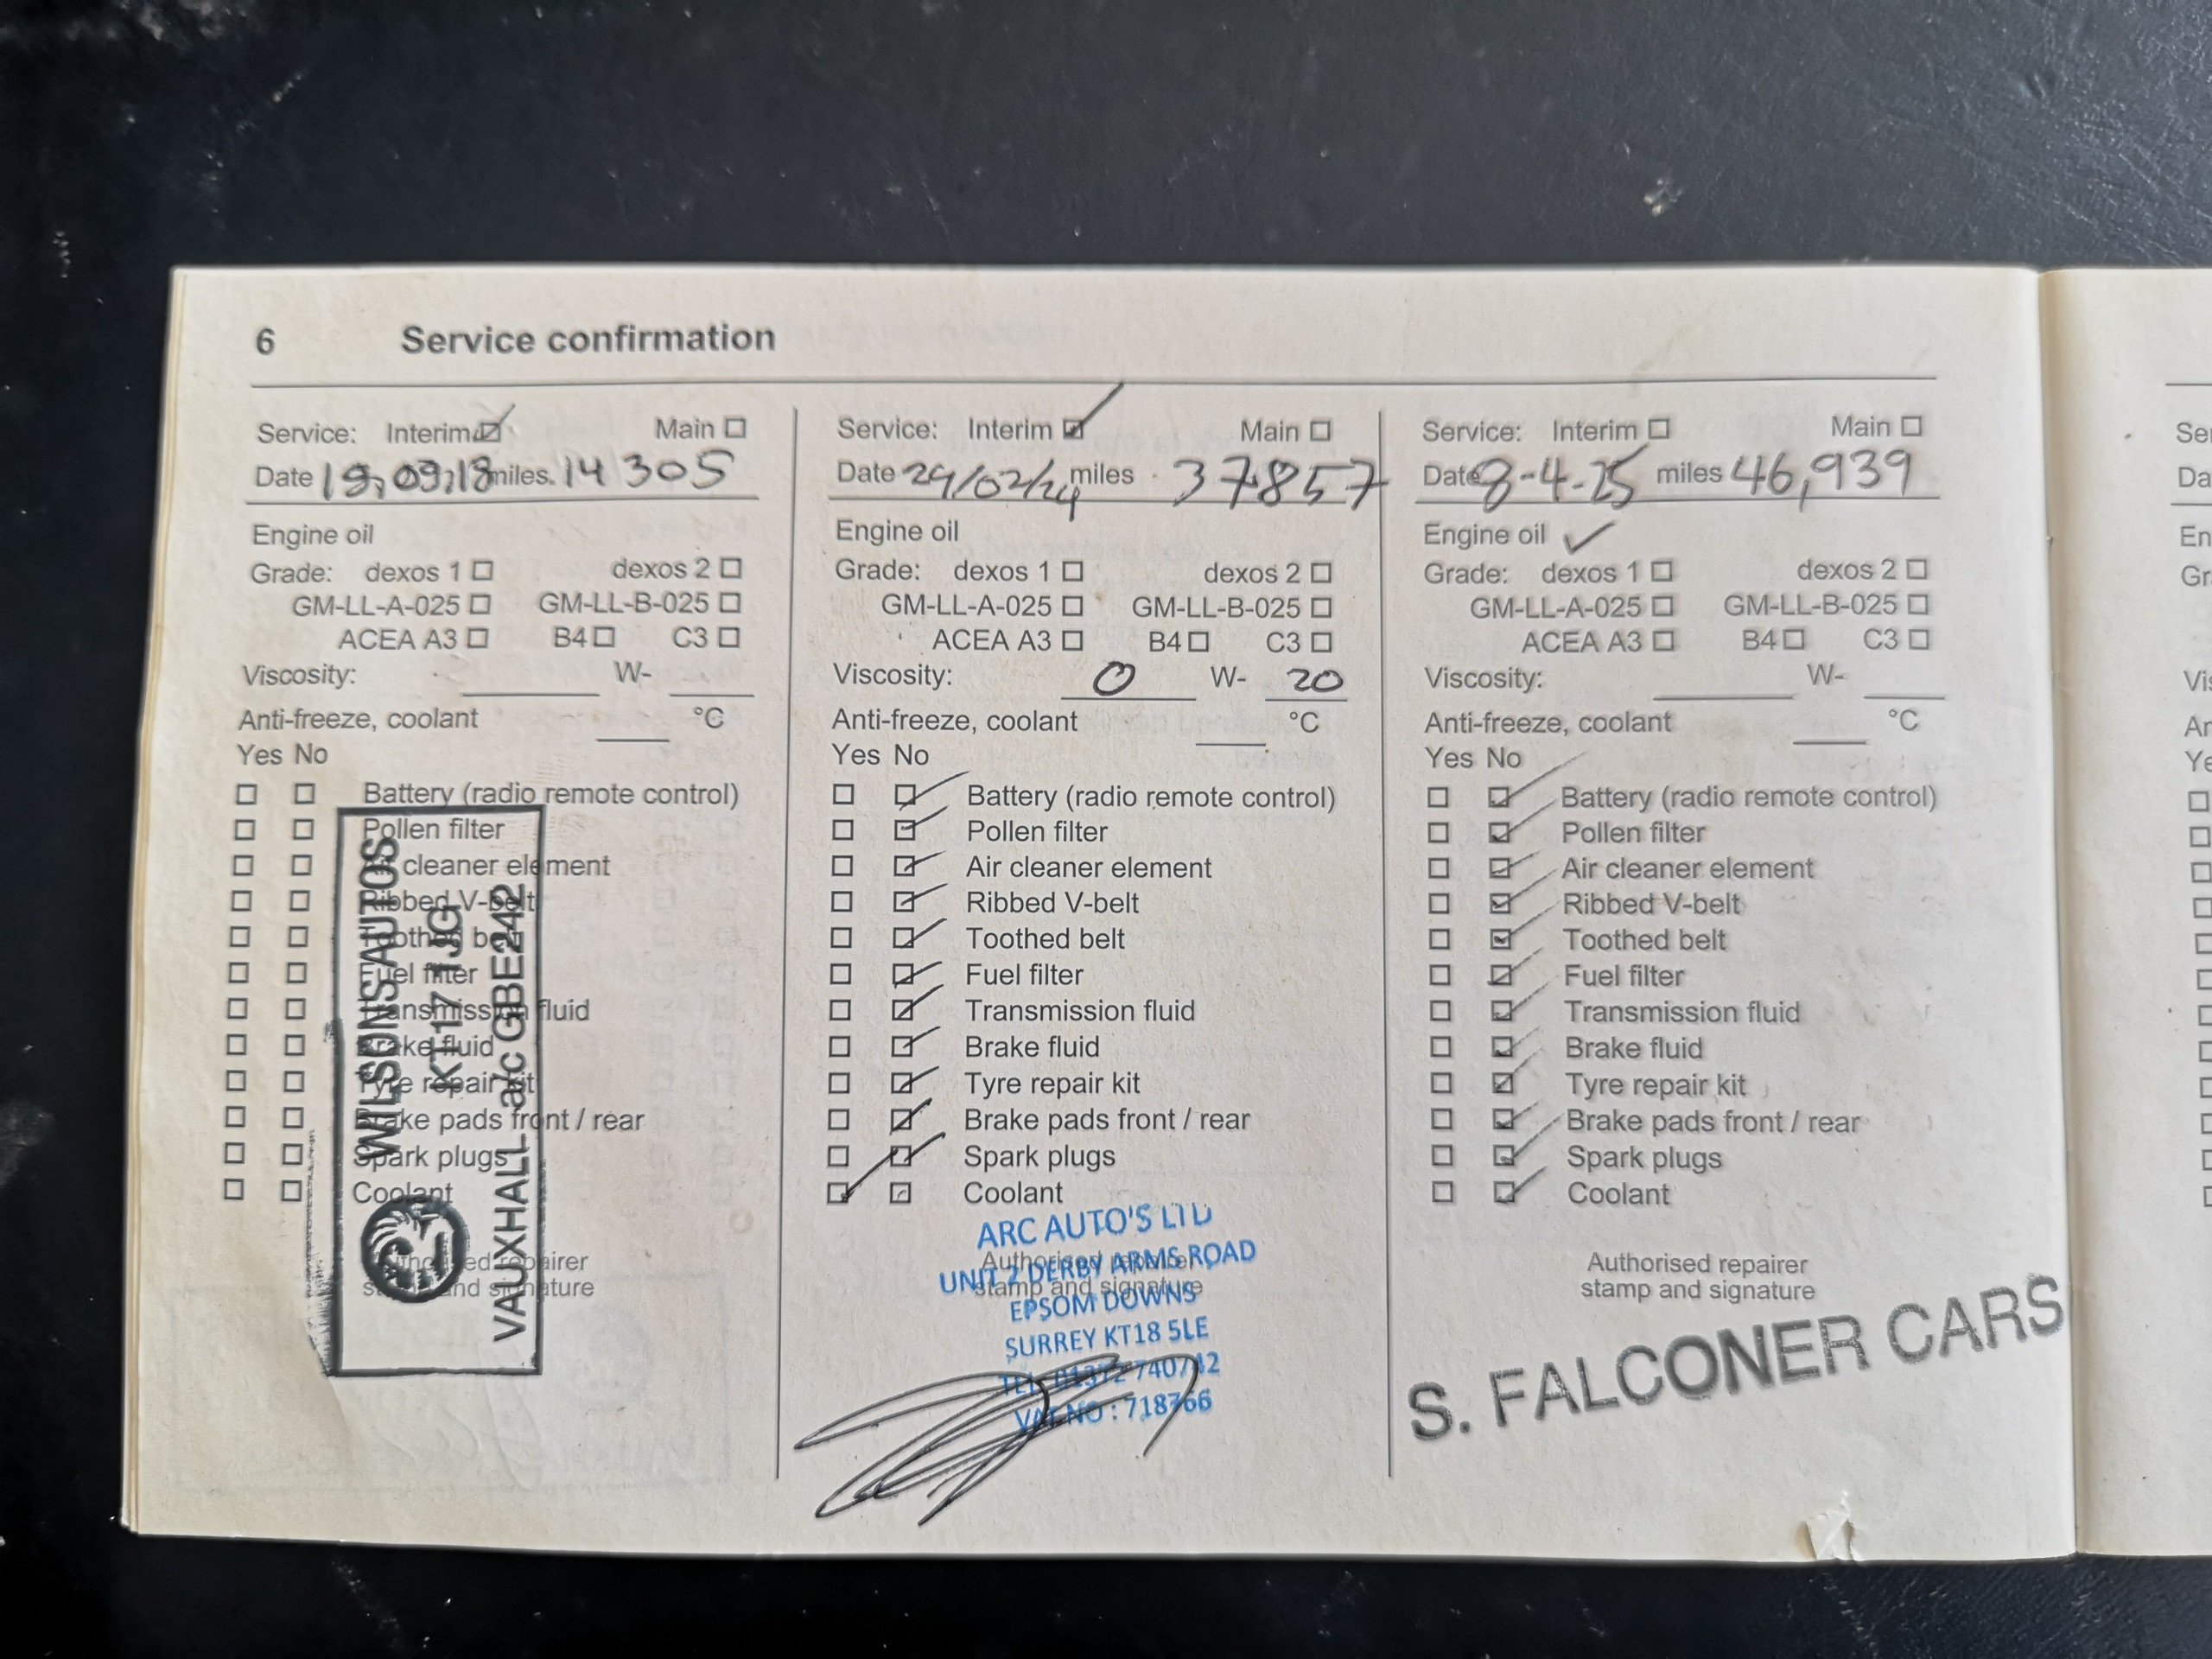 6 Service confirmation
Service: Interim ☑ Main ☐
Date 19,09,18 miles. 14 305
Engine oil
Grade: dexos 1 ☐ dexos 2 ☐
GM-LL-A-025 ☐ GM-LL-B-025 ☐
ACEA A3 ☐ B4 ☐ C3 ☐
Viscosity: W-
Anti-freeze, coolant °C
Yes No
☐ ☐ Battery (radio remote control)
☐ ☐ Pollen filter
☐ ☐ Air cleaner element
☐ ☐ Ribbed V-belt
☐ ☐ Toothed belt
☐ ☐ Fuel filter
☐ ☐ Transmission fluid
☐ ☐ Brake fluid
☐ ☐ Tyre repair kit
☐ ☐ Brake pads front / rear
☐ ☐ Spark plugs
☐ ☐ Coolant
Authorised repairer
stamp and signature
WILSONS AUTOS
KT17 1JG
VAUXHALL a/c GBE242
Service: Interim ☑ Main ☐
Date 29/02/24 miles 37857
Engine oil
Grade: dexos 1 ☐ dexos 2 ☐
GM-LL-A-025 ☐ GM-LL-B-025 ☐
ACEA A3 ☐ B4 ☐ C3 ☐
Viscosity: 0 W- 20
Anti-freeze, coolant °C
Yes No
☐ ☑ Battery (radio remote control)
☐ ☑ Pollen filter
☐ ☑ Air cleaner element
☐ ☑ Ribbed V-belt
☐ ☑ Toothed belt
☐ ☑ Fuel filter
☐ ☑ Transmission fluid
☐ ☑ Brake fluid
☐ ☑ Tyre repair kit
☐ ☑ Brake pads front / rear
☐ ☑ Spark plugs
☑ ☐ Coolant
Authorised repairer
stamp and signature
ARC AUTO'S LTD
UNIT 2 DERBY ARMS ROAD
EPSOM DOWNS
SURREY KT18 5LE
TEL: 01372 740742
VAT NO : 718766
Service: Interim ☐ Main ☐
Date 8-4-25 miles 46,939
Engine oil ✓
Grade: dexos 1 ☐ dexos 2 ☐
GM-LL-A-025 ☐ GM-LL-B-025 ☐
ACEA A3 ☐ B4 ☐ C3 ☐
Viscosity: W-
Anti-freeze, coolant °C
Yes No
☐ ☑ Battery (radio remote control)
☐ ☑ Pollen filter
☐ ☑ Air cleaner element
☐ ☑ Ribbed V-belt
☐ ☑ Toothed belt
☐ ☑ Fuel filter
☐ ☑ Transmission fluid
☐ ☑ Brake fluid
☐ ☑ Tyre repair kit
☐ ☑ Brake pads front / rear
☐ ☑ Spark plugs
☐ ☑ Coolant
Authorised repairer
stamp and signature
S. FALCONER CARS